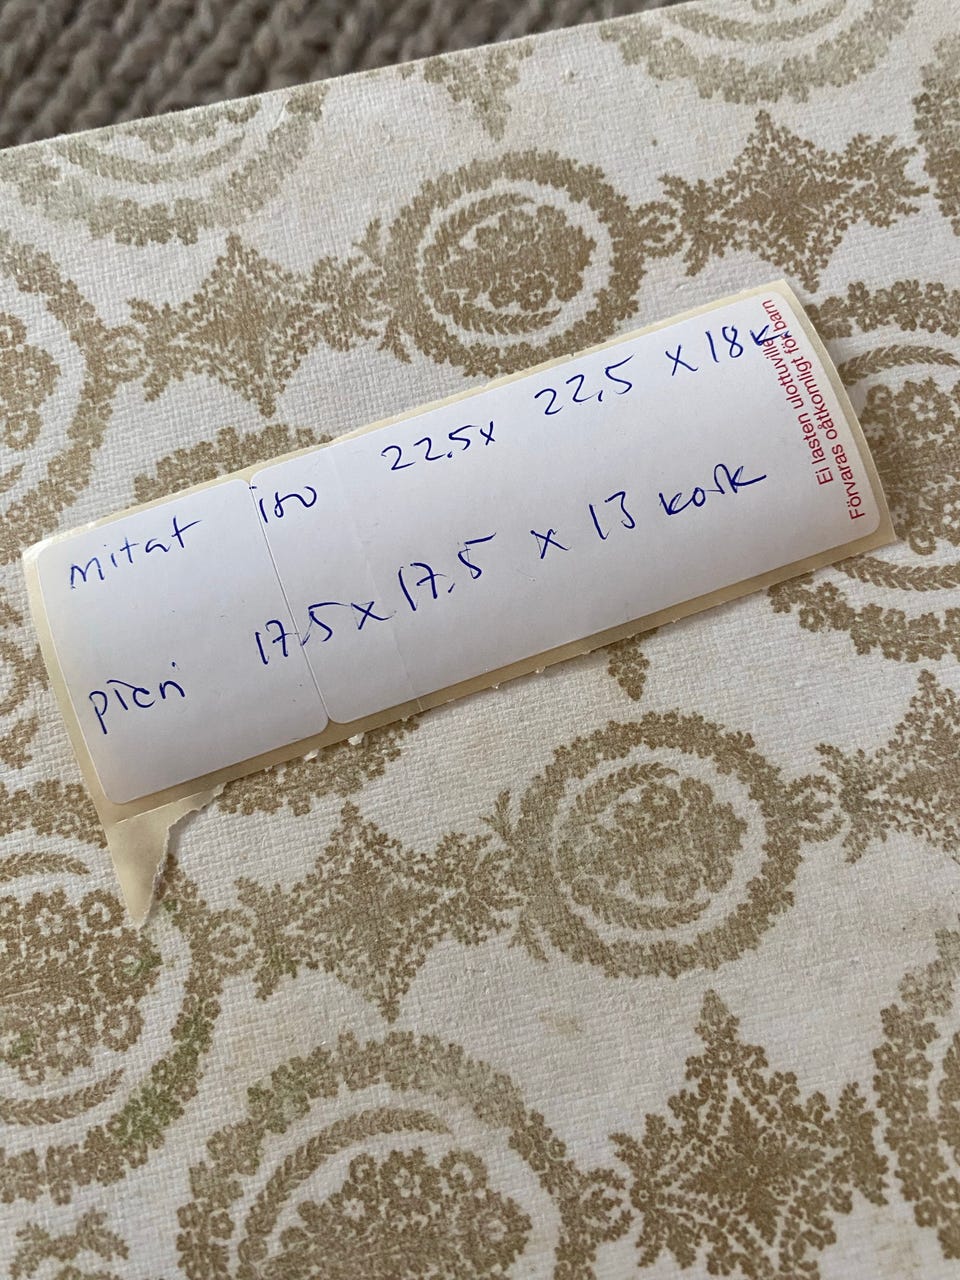 mitat iso 22.5x 22,5 x 18 k.
pieni 17.5 x 17.5 x 13 kork
Ei lasten ulottuville
Förvaras oåtkomligt för barn